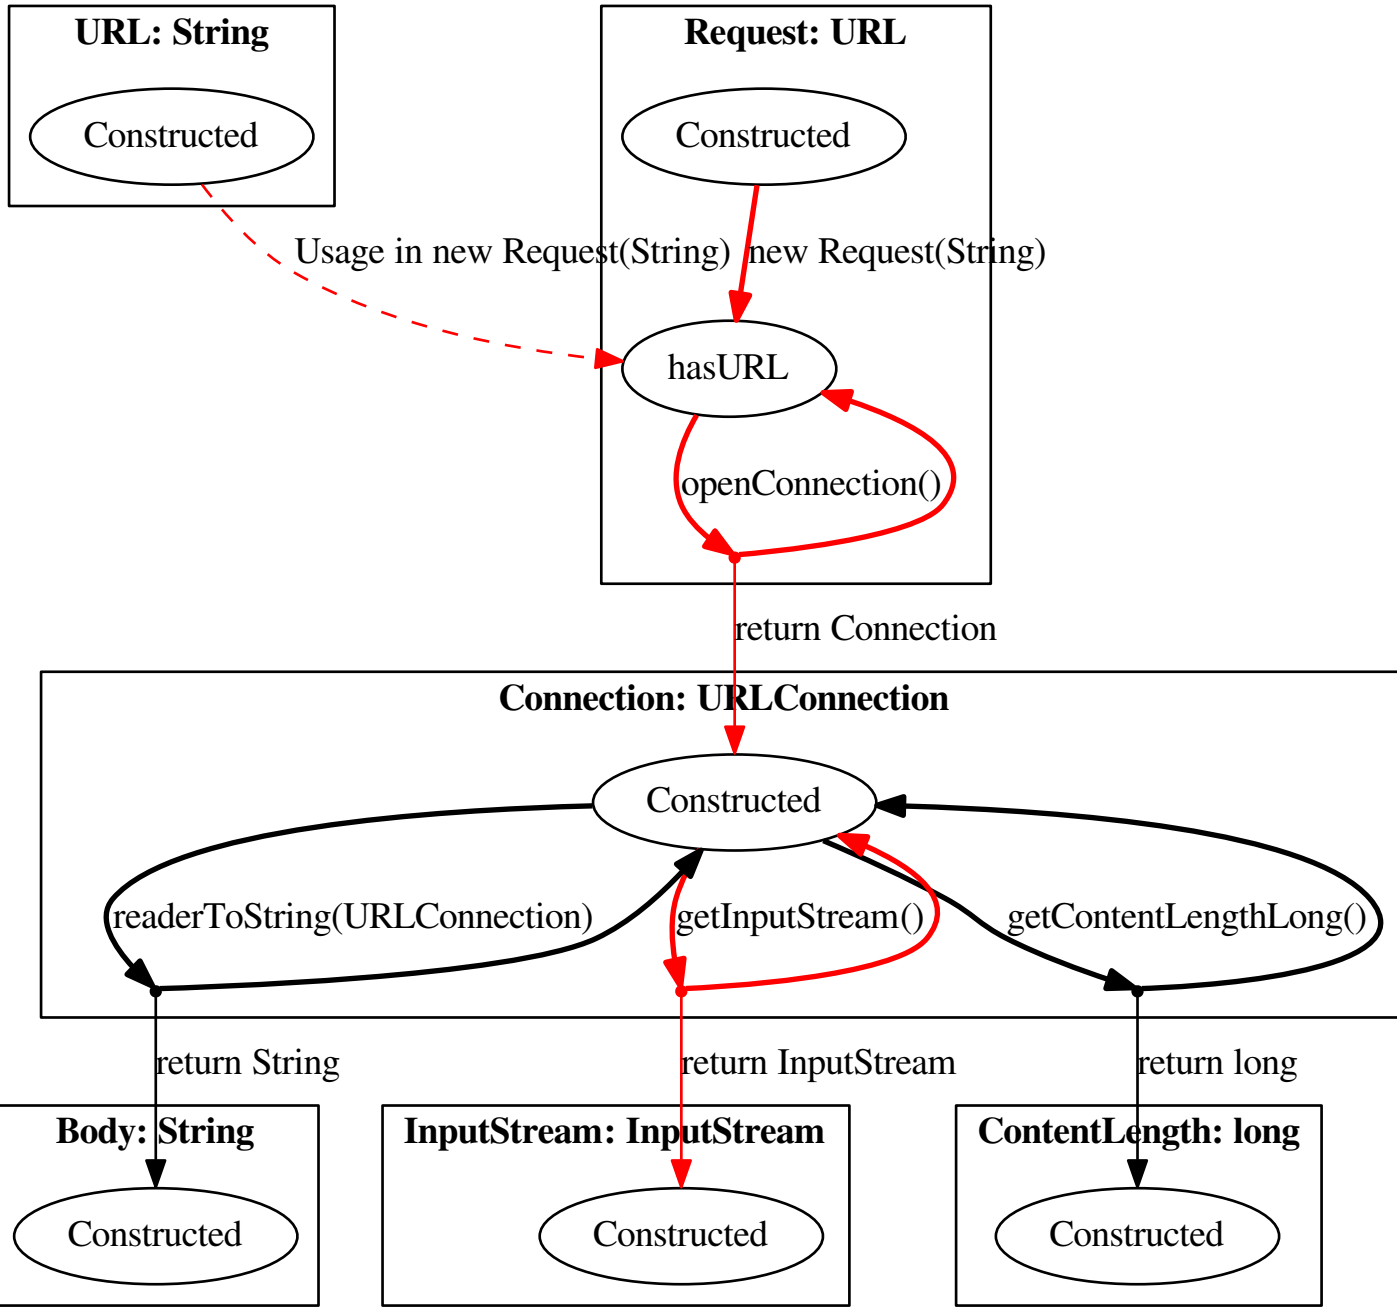 URL: String
Request: URL
Constructed
Constructed
Usage in new Request(String)
new Request(String)
hasURL
openConnection()
return Connection
Connection: URLConnection
Constructed
readerToString(URLConnection)
getInputStream()
getContentLengthLong()
return String
return InputStream
return long
Body: String
InputStream: InputStream
ContentLength: long
Constructed
Constructed
Constructed